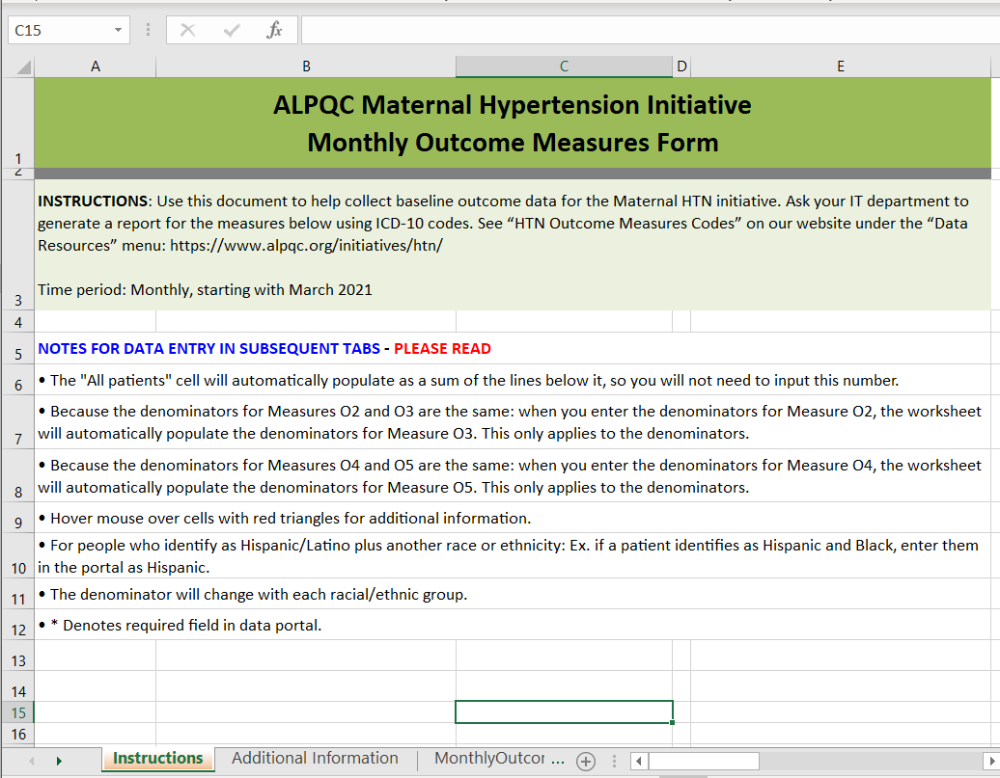 C15
fx
A B C D E
1
ALPQC Maternal Hypertension Initiative
Monthly Outcome Measures Form
2
3
INSTRUCTIONS: Use this document to help collect baseline outcome data for the Maternal HTN initiative. Ask your IT department to
generate a report for the measures below using ICD-10 codes. See “HTN Outcome Measures Codes” on our website under the “Data
Resources” menu: https://www.alpqc.org/initiatives/htn/
Time period: Monthly, starting with March 2021
4
5
NOTES FOR DATA ENTRY IN SUBSEQUENT TABS - PLEASE READ
6
• The "All patients" cell will automatically populate as a sum of the lines below it, so you will not need to input this number.
7
• Because the denominators for Measures O2 and O3 are the same: when you enter the denominators for Measure O2, the worksheet
will automatically populate the denominators for Measure O3. This only applies to the denominators.
8
• Because the denominators for Measures O4 and O5 are the same: when you enter the denominators for Measure O4, the worksheet
will automatically populate the denominators for Measure O5. This only applies to the denominators.
9
• Hover mouse over cells with red triangles for additional information.
10
• For people who identify as Hispanic/Latino plus another race or ethnicity: Ex. if a patient identifies as Hispanic and Black, enter them
in the portal as Hispanic.
11
• The denominator will change with each racial/ethnic group.
12
• * Denotes required field in data portal.
13
14
15
16
Instructions Additional Information MonthlyOutcor ...